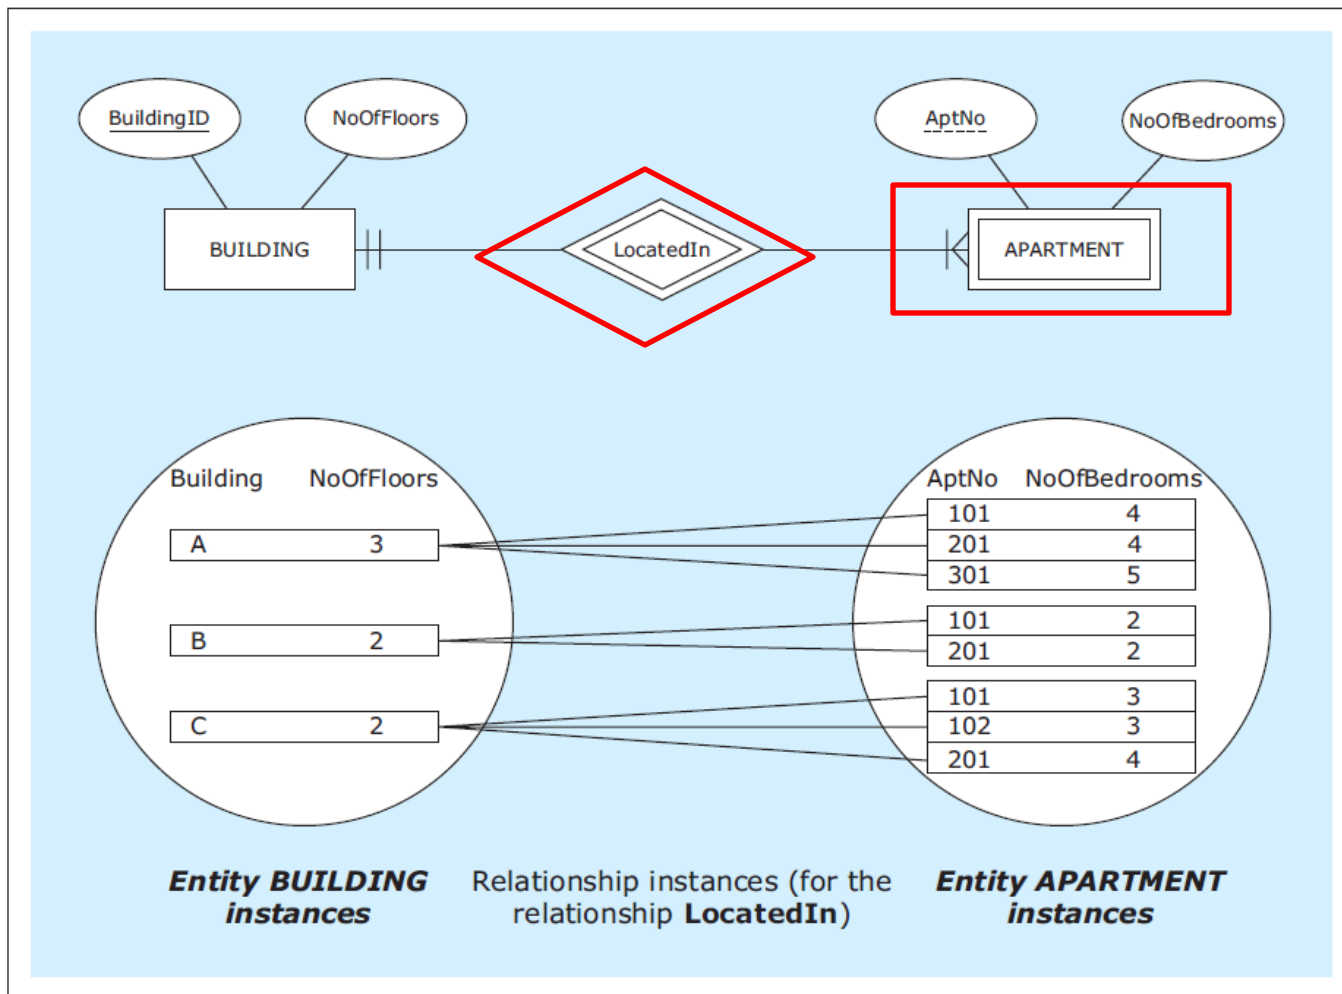 BuildingID NoOfFloors AptNo NoOfBedrooms
BUILDING LocatedIn APARTMENT
Building NoOfFloors AptNo NoOfBedrooms
101 4
A 3 201 4
301 5
101 2
B 2 201 2
101 3
C 2 102 3
201 4
Entity BUILDING Relationship instances (for the Entity APARTMENT
instances relationship LocatedIn) instances